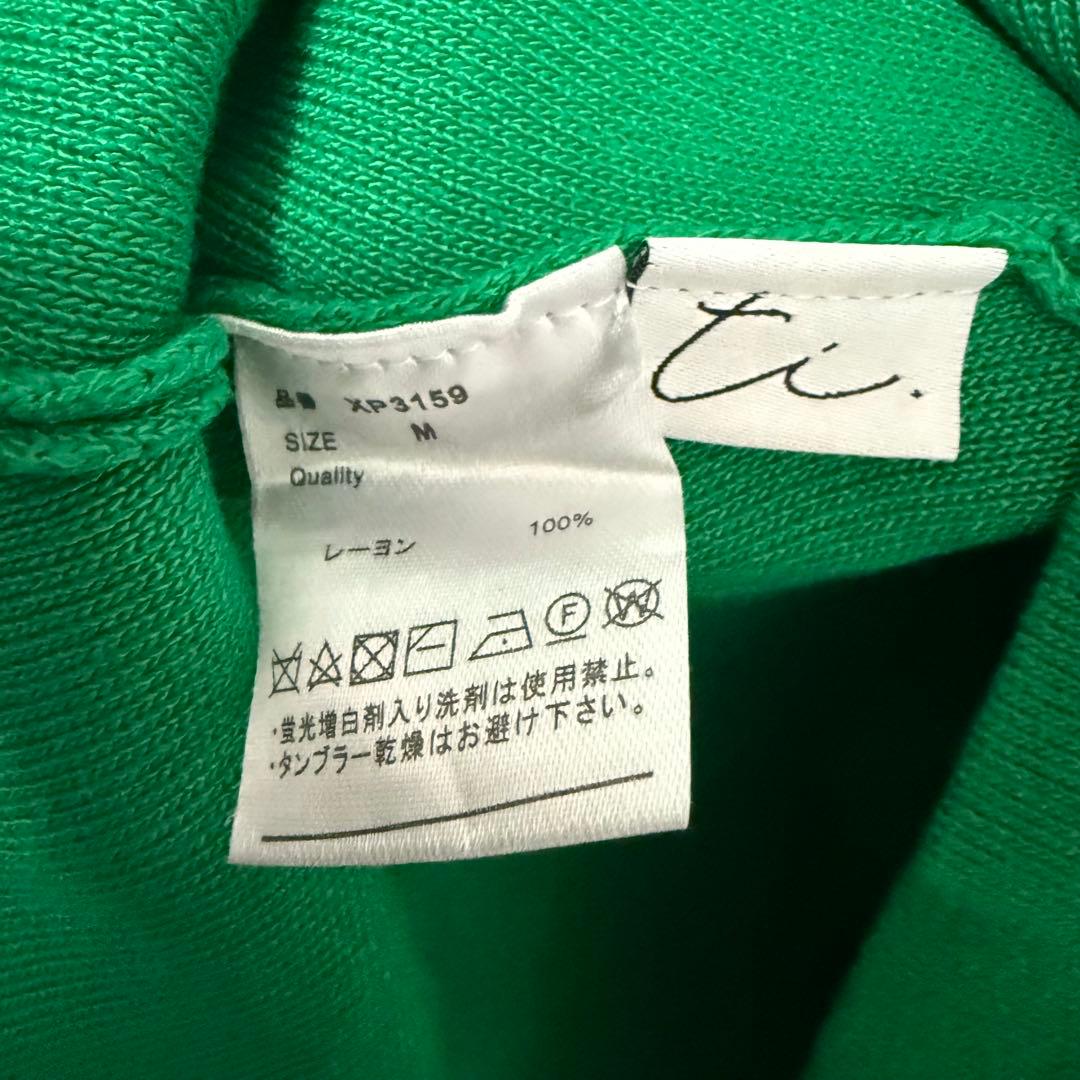 品番 XP3159
SIZE M
Quality
レーヨン 100%
F
W
・蛍光増白剤入り洗剤は使用禁止。
・タンブラー乾燥はお避け下さい。
ti.